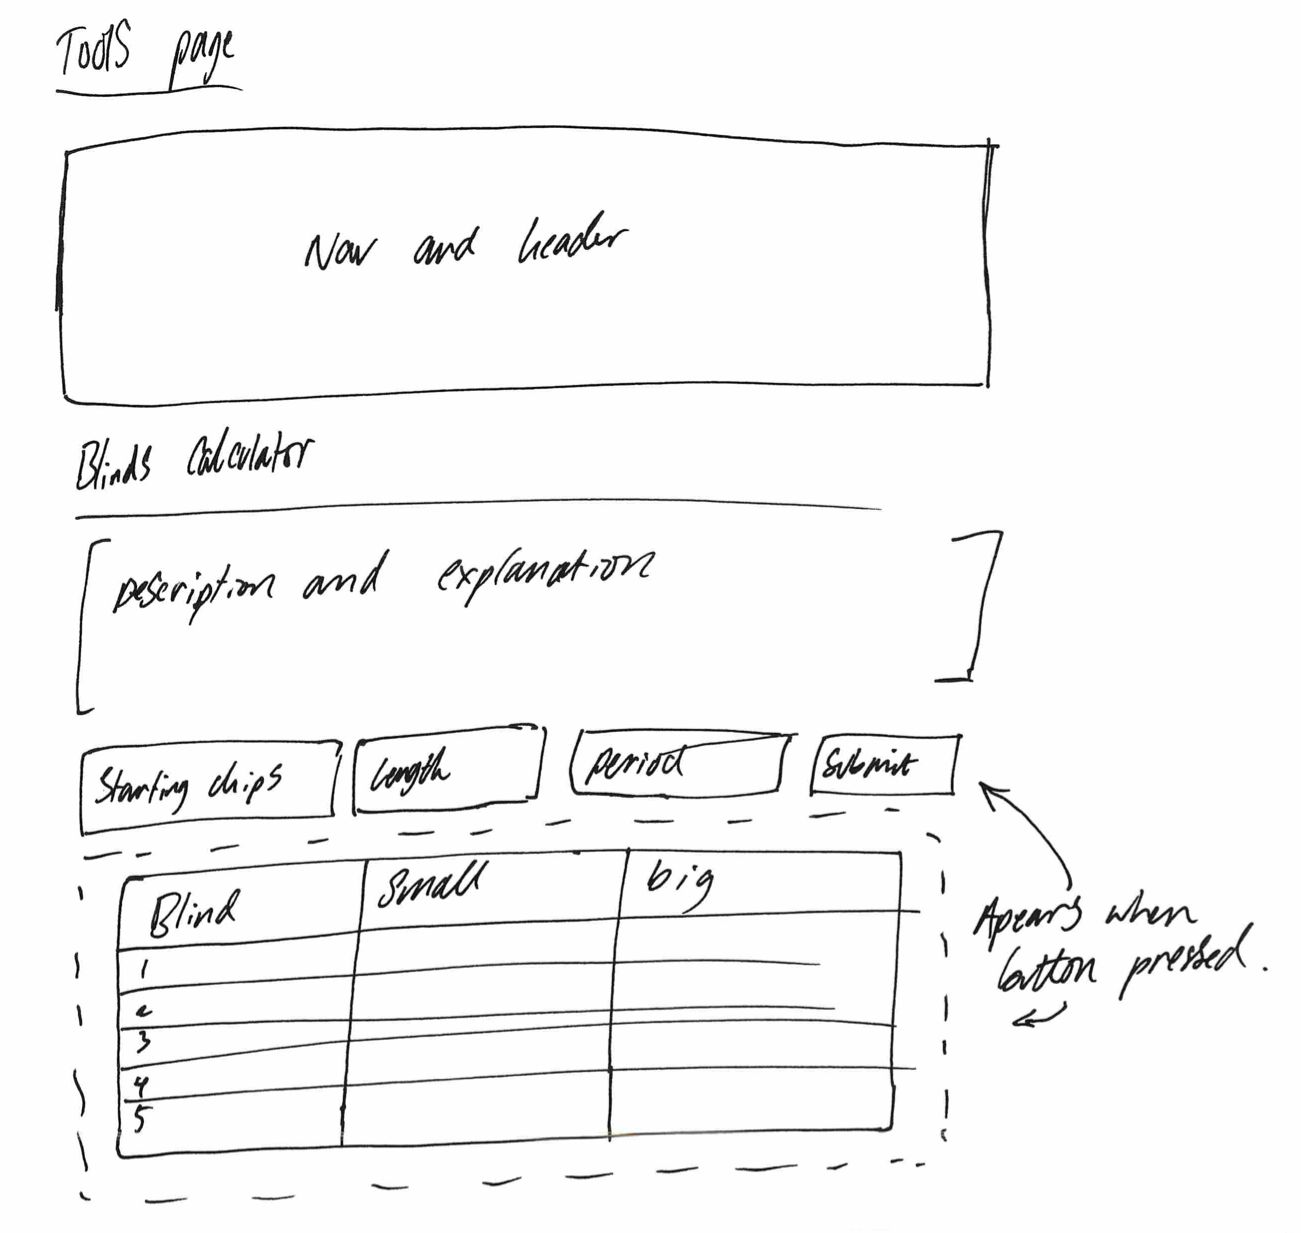 Tools page
Nav and header
Blinds Calculator
Description and explanation
Starting chips
Length
period
Submit
Blind Small big
1
2
3
4
5
Apears when
button pressed.